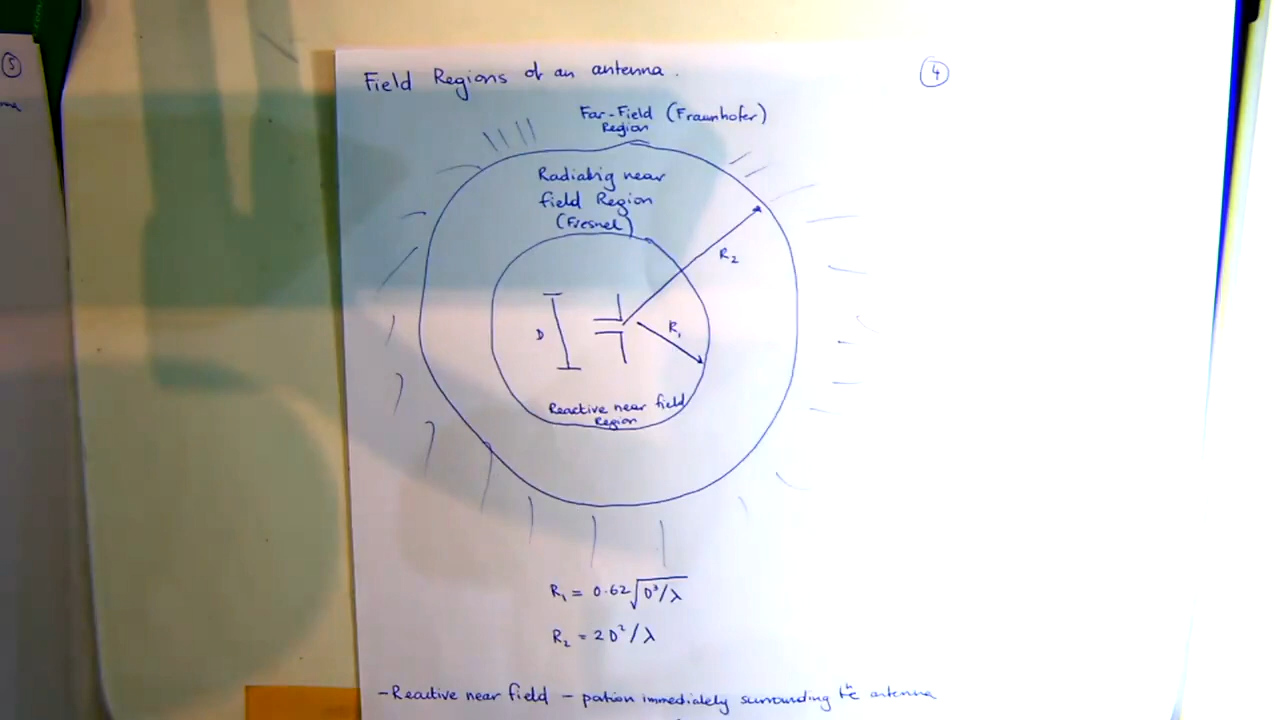 5
Field Regions of an antenna.
4
Far-Field (Fraunhofer)
Region
Radiating near
field Region
(Fresnel)
R₂
D
R₁
Reactive near field
Region
R₁ = 0.62√D³/λ
R₂ = 2D²/λ
- Reactive near field - portion immediately surrounding the antenna